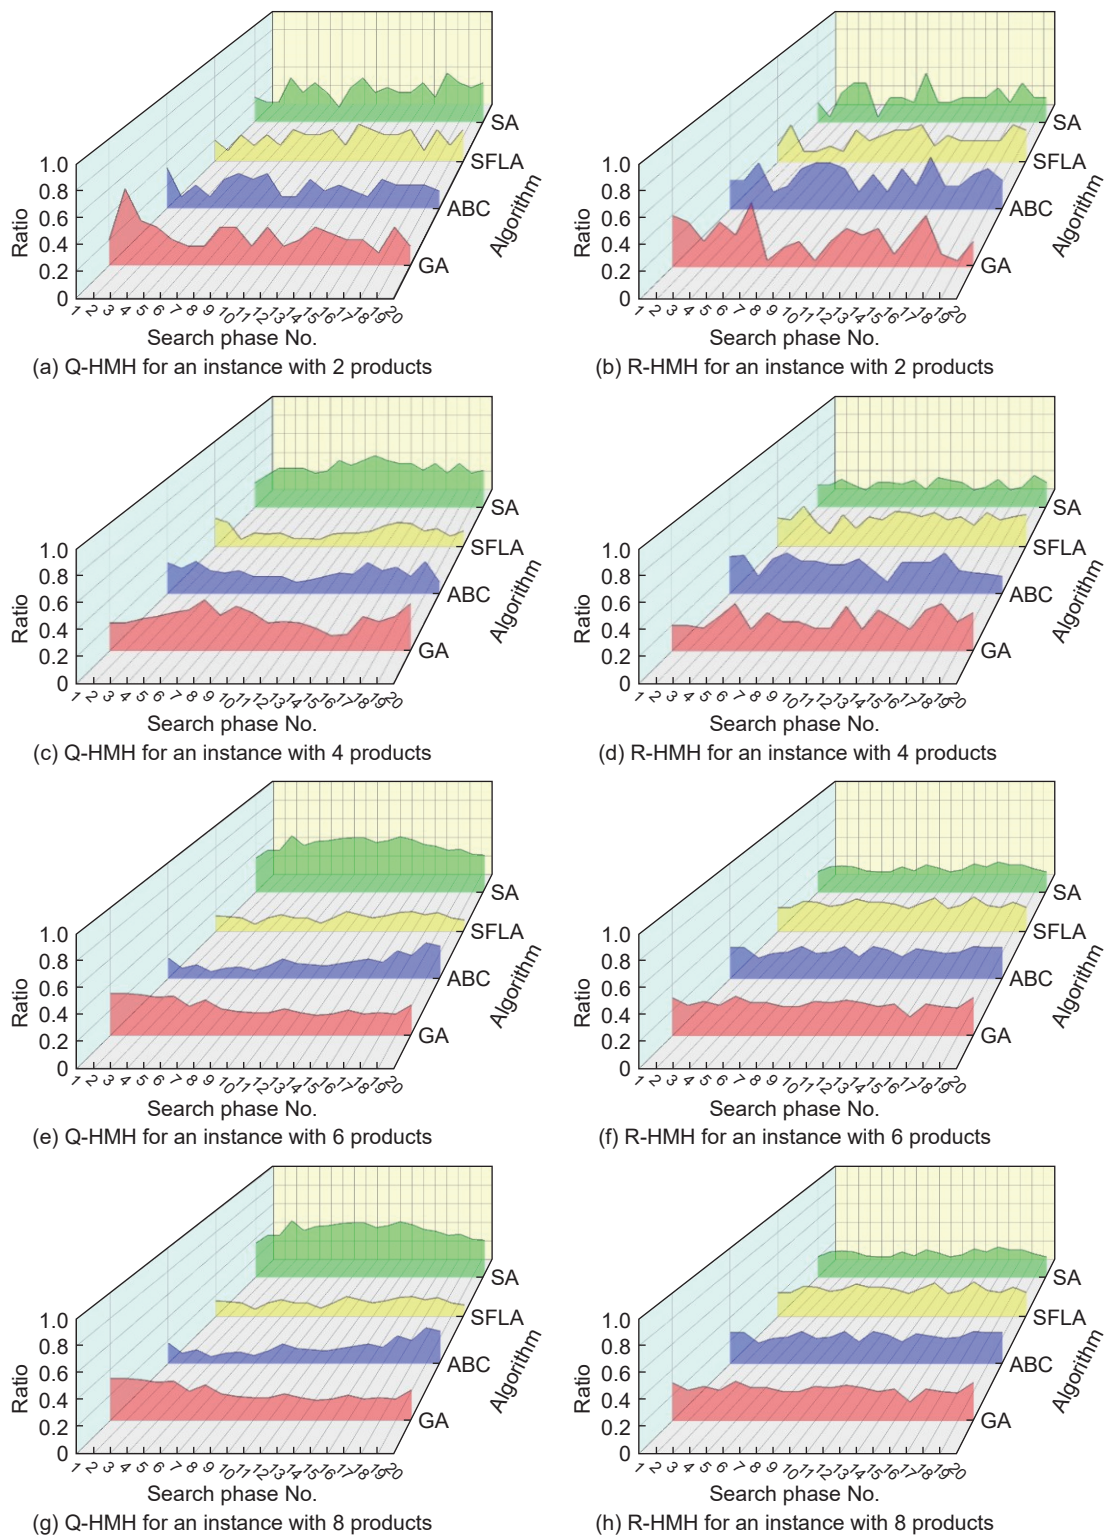 1.0
0.8
0.6
0.4
0.2
0
Ratio
1 2 3 4 5 6 7 8 9 10 11 12 13 14 15 16 17 18 19 20
Search phase No.
SA
SFLA
ABC
GA
Algorithm
(a) Q-HMH for an instance with 2 products
1.0
0.8
0.6
0.4
0.2
0
Ratio
1 2 3 4 5 6 7 8 9 10 11 12 13 14 15 16 17 18 19 20
Search phase No.
SA
SFLA
ABC
GA
Algorithm
(b) R-HMH for an instance with 2 products
1.0
0.8
0.6
0.4
0.2
0
Ratio
1 2 3 4 5 6 7 8 9 10 11 12 13 14 15 16 17 18 19 20
Search phase No.
SA
SFLA
ABC
GA
Algorithm
(c) Q-HMH for an instance with 4 products
1.0
0.8
0.6
0.4
0.2
0
Ratio
1 2 3 4 5 6 7 8 9 10 11 12 13 14 15 16 17 18 19 20
Search phase No.
SA
SFLA
ABC
GA
Algorithm
(d) R-HMH for an instance with 4 products
1.0
0.8
0.6
0.4
0.2
0
Ratio
1 2 3 4 5 6 7 8 9 10 11 12 13 14 15 16 17 18 19 20
Search phase No.
SA
SFLA
ABC
GA
Algorithm
(e) Q-HMH for an instance with 6 products
1.0
0.8
0.6
0.4
0.2
0
Ratio
1 2 3 4 5 6 7 8 9 10 11 12 13 14 15 16 17 18 19 20
Search phase No.
SA
SFLA
ABC
GA
Algorithm
(f) R-HMH for an instance with 6 products
1.0
0.8
0.6
0.4
0.2
0
Ratio
1 2 3 4 5 6 7 8 9 10 11 12 13 14 15 16 17 18 19 20
Search phase No.
SA
SFLA
ABC
GA
Algorithm
(g) Q-HMH for an instance with 8 products
1.0
0.8
0.6
0.4
0.2
0
Ratio
1 2 3 4 5 6 7 8 9 10 11 12 13 14 15 16 17 18 19 20
Search phase No.
SA
SFLA
ABC
GA
Algorithm
(h) R-HMH for an instance with 8 products